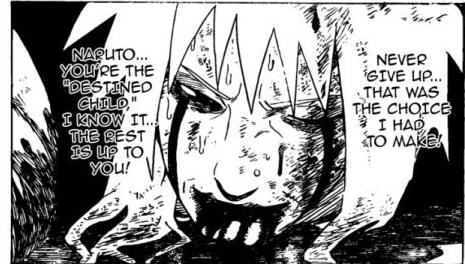 NEVER
GIVE UP...
THAT WAS
THE CHOICE
I HAD
TO MAKE!
NARUTO...
YOU'RE THE
"DESTINED
CHILD,"
I KNOW IT...
THE REST
IS UP TO
YOU!